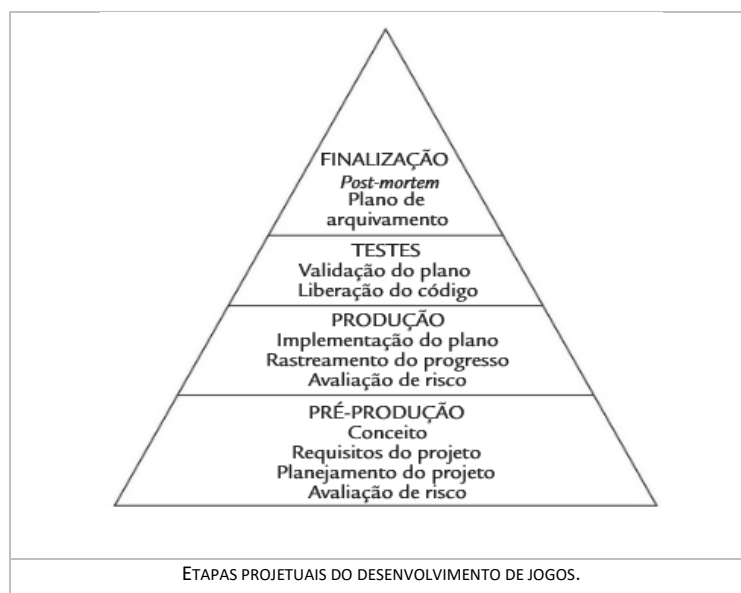 FINALIZAÇÃO
Post-mortem
Plano de
arquivamento
TESTES
Validação do plano
Liberação do código
PRODUÇÃO
Implementação do plano
Rastreamento do progresso
Avaliação de risco
PRÉ-PRODUÇÃO
Conceito
Requisitos do projeto
Planejamento do projeto
Avaliação de risco
ETAPAS PROJETUAIS DO DESENVOLVIMENTO DE JOGOS.